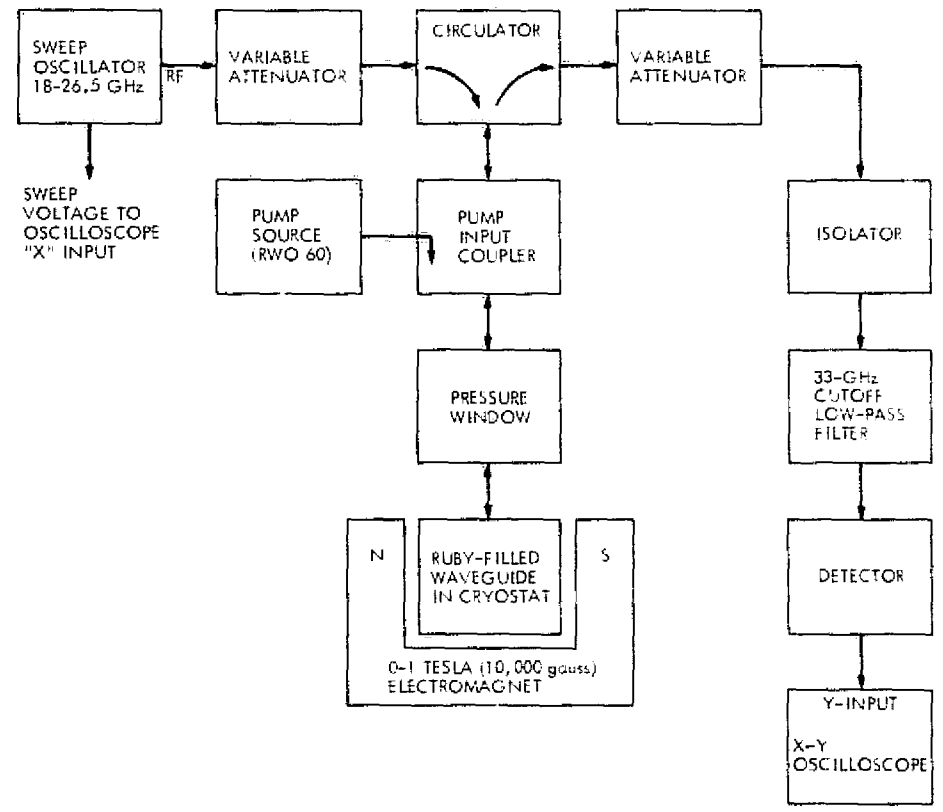 SWEEP
OSCILLATOR
18-26.5 GHz
RF
VARIABLE
ATTENUATOR
CIRCULATOR
VARIABLE
ATTENUATOR
SWEEP
VOLTAGE TO
OSCILLOSCOPE
"X" INPUT
PUMP
SOURCE
(RWO 60)
PUMP
INPUT
COUPLER
ISOLATOR
PRESSURE
WINDOW
33-GHz
CUTOFF
LOW-PASS
FILTER
N
RUBY-FILLED
WAVEGUIDE
IN CRYOSTAT
S
0-1 TESLA (10,000 gauss)
ELECTROMAGNET
DETECTOR
Y-INPUT
X-Y
OSCILLOSCOPE